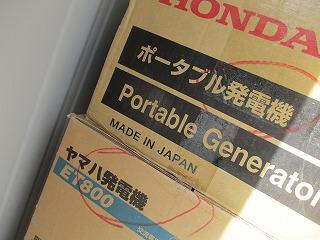 HONDA
ポータブル発電機
Portable Generator
MADE IN JAPAN
ヤマハ発電機
ET800